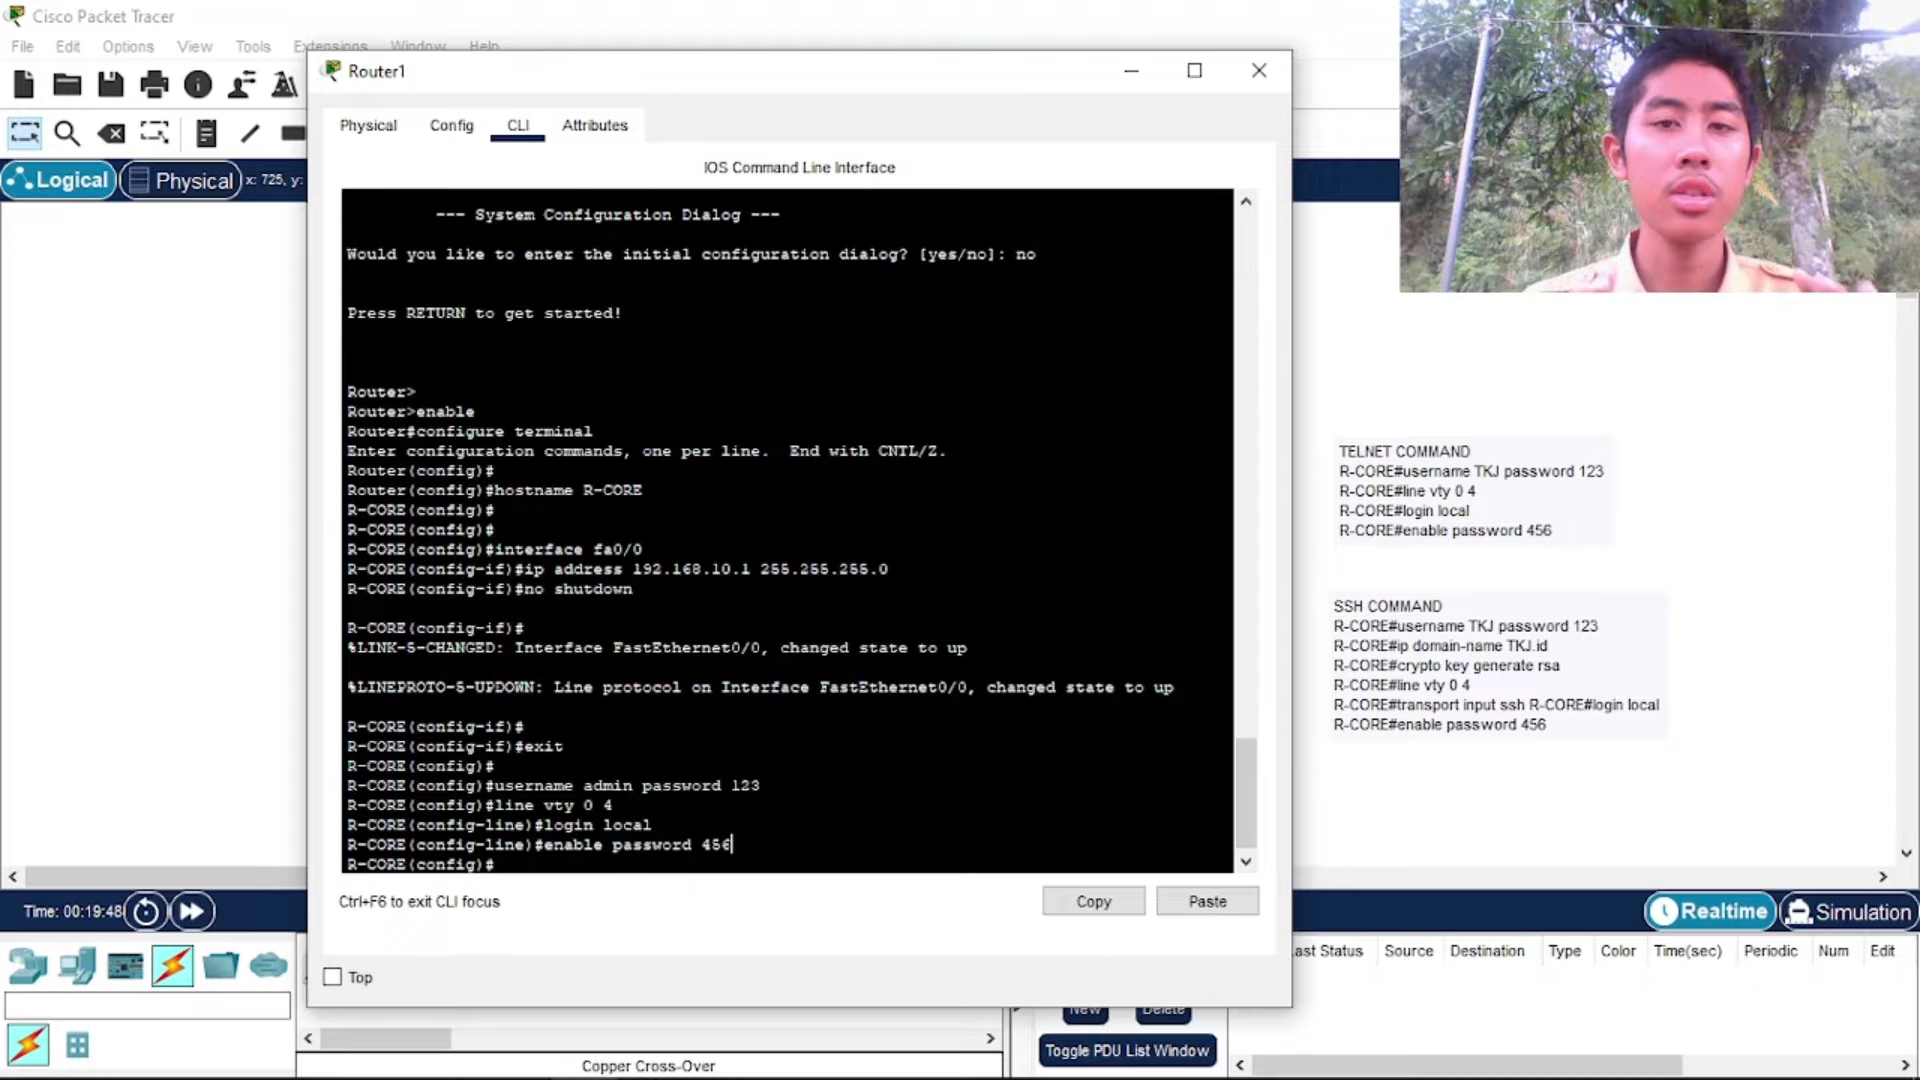 Cisco Packet Tracer
File Edit Options View Tools Extensions Window Help
Router1
Physical Config CLI Attributes
IOS Command Line Interface
Logical Physical x: 725, y:
--- System Configuration Dialog ---
Would you like to enter the initial configuration dialog? [yes/no]: no
Press RETURN to get started!
Router>
Router>enable
Router#configure terminal
Enter configuration commands, one per line.  End with CNTL/Z.
Router(config)#
Router(config)#hostname R-CORE
R-CORE(config)#
R-CORE(config)#
R-CORE(config)#interface fa0/0
R-CORE(config-if)#ip address 192.168.10.1 255.255.255.0
R-CORE(config-if)#no shutdown
R-CORE(config-if)#
%LINK-5-CHANGED: Interface FastEthernet0/0, changed state to up
%LINEPROTO-5-UPDOWN: Line protocol on Interface FastEthernet0/0, changed state to up
R-CORE(config-if)#
R-CORE(config-if)#exit
R-CORE(config)#
R-CORE(config)#username admin password 123
R-CORE(config)#line vty 0 4
R-CORE(config-line)#login local
R-CORE(config-line)#enable password 456
R-CORE(config)#
Ctrl+F6 to exit CLI focus
Copy Paste
Top
TELNET COMMAND
R-CORE#username TKJ password 123
R-CORE#line vty 0 4
R-CORE#login local
R-CORE#enable password 456
SSH COMMAND
R-CORE#username TKJ password 123
R-CORE#ip domain-name TKJ.id
R-CORE#crypto key generate rsa
R-CORE#line vty 0 4
R-CORE#transport input ssh R-CORE#login local
R-CORE#enable password 456
Time: 00:19:48
Realtime Simulation
Last Status Source Destination Type Color Time(sec) Periodic Num Edit
New Delete
Toggle PDU List Window
Copper Cross-Over